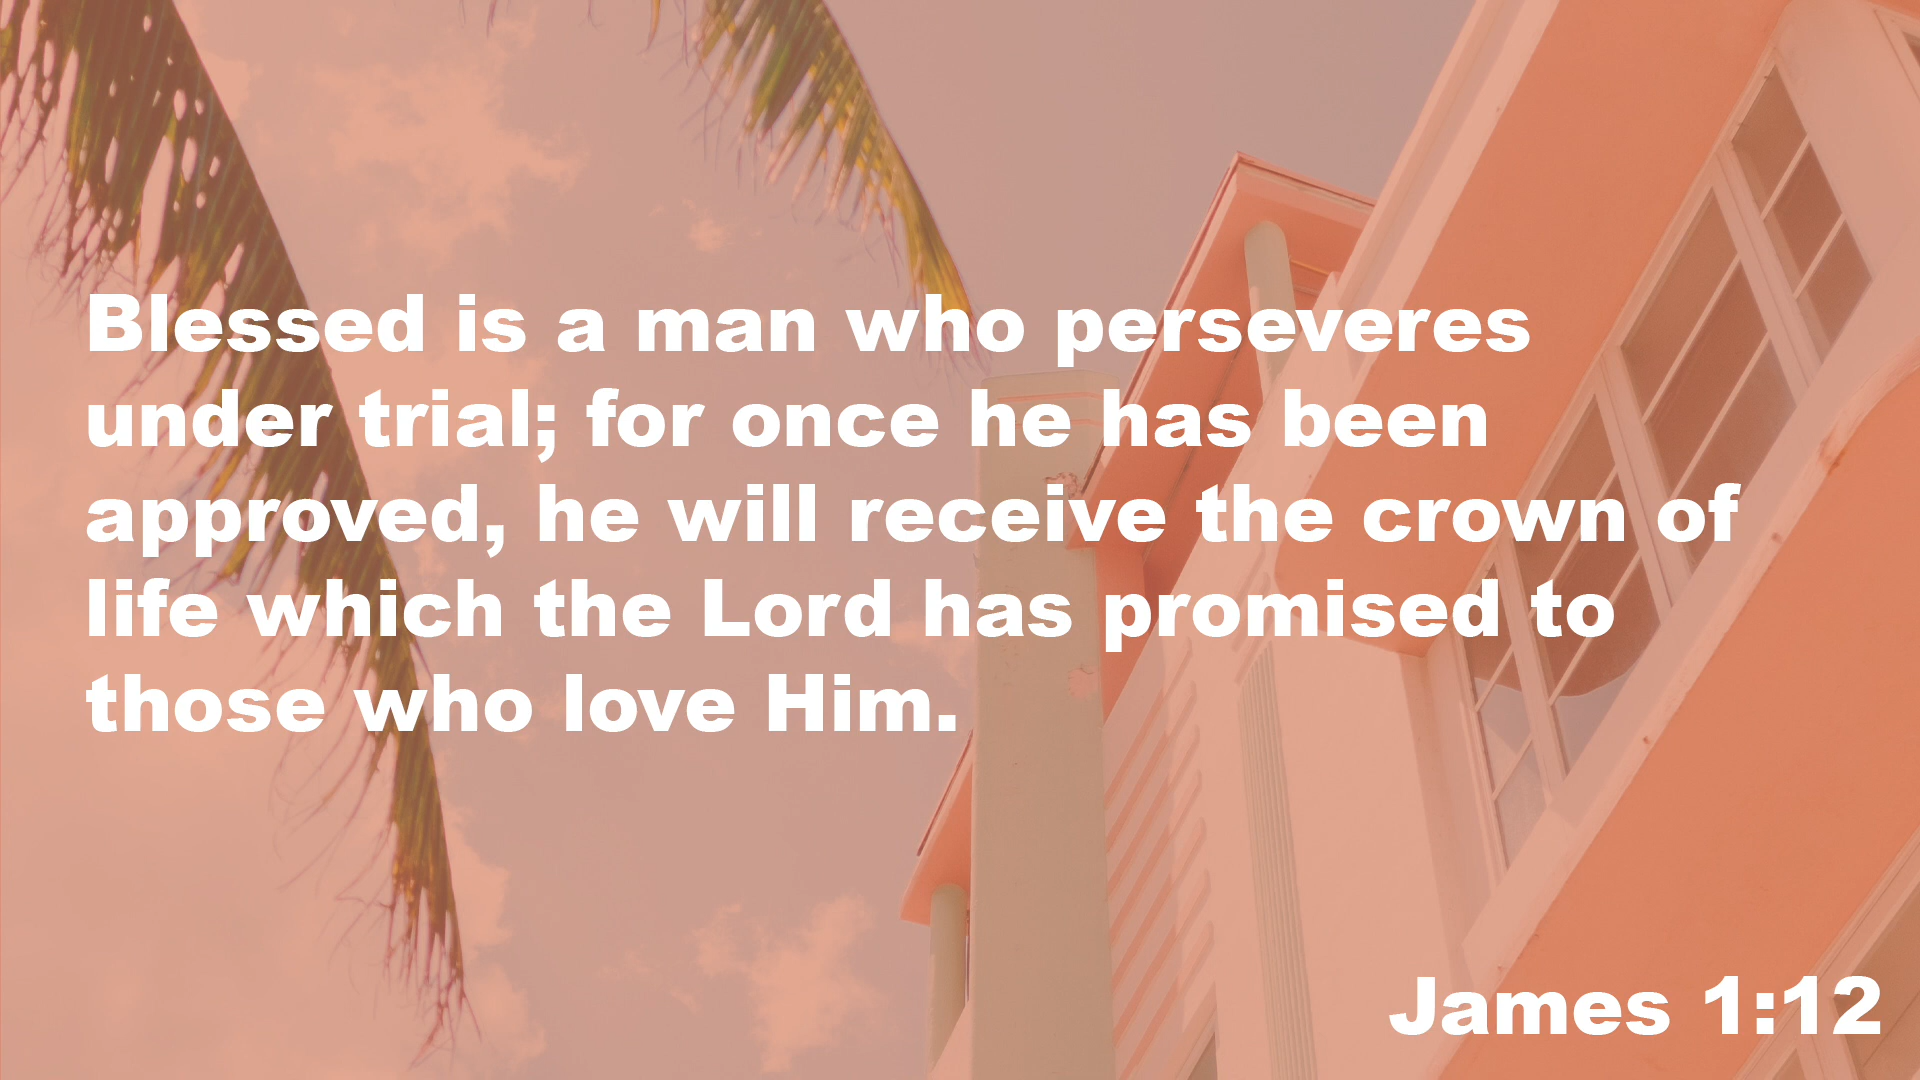 Blessed is a man who perseveres
under trial; for once he has been
approved, he will receive the crown of
life which the Lord has promised to
those who love Him.
James 1:12